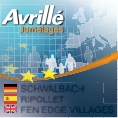 Avrillé
Jumelages
SCHWALBACH
RIPOLLET
FEN EDGE VILLAGES